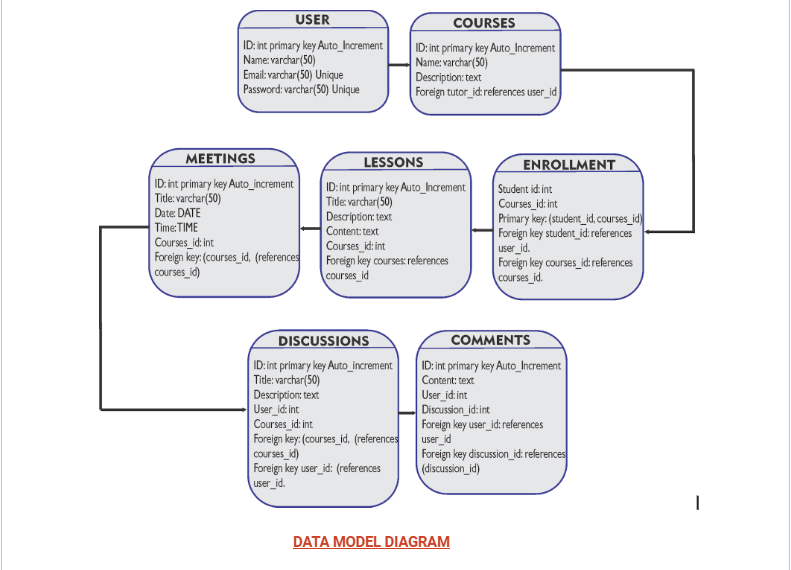 USER
ID: int primary key Auto_Increment
Name: varchar(50)
Email: varchar(50) Unique
Password: varchar(50) Unique
COURSES
ID: int primary key Auto_Increment
Name: varchar(50)
Description: text
Foreign tutor_id: references user_id
MEETINGS
ID: int primary key Auto_increment
Title: varchar(50)
Date: DATE
Time: TIME
Courses_id: int
Foreign key: (courses_id, (references
courses_id)
LESSONS
ID: int primary key Auto_Increment
Title: varchar(50)
Description: text
Content: text
Courses_id: int
Foreign key courses: references
courses_id
ENROLLMENT
Student id: int
Courses_id: int
Primary key: (student_id, courses_id)
Foreign key student_id: references
user_id.
Foreign key courses_id: references
courses_id.
DISCUSSIONS
ID: int primary key Auto_increment
Title: varchar(50)
Description: text
User_id: int
Courses_id: int
Foreign key: (courses_id, (references
courses_id)
Foreign key user_id: (references
user_id.
COMMENTS
ID: int primary key Auto_Increment
Content: text
User_id: int
Discussion_id: int
Foreign key user_id: references
user_id
Foreign key discussion_id: references
(discussion_id)
DATA MODEL DIAGRAM